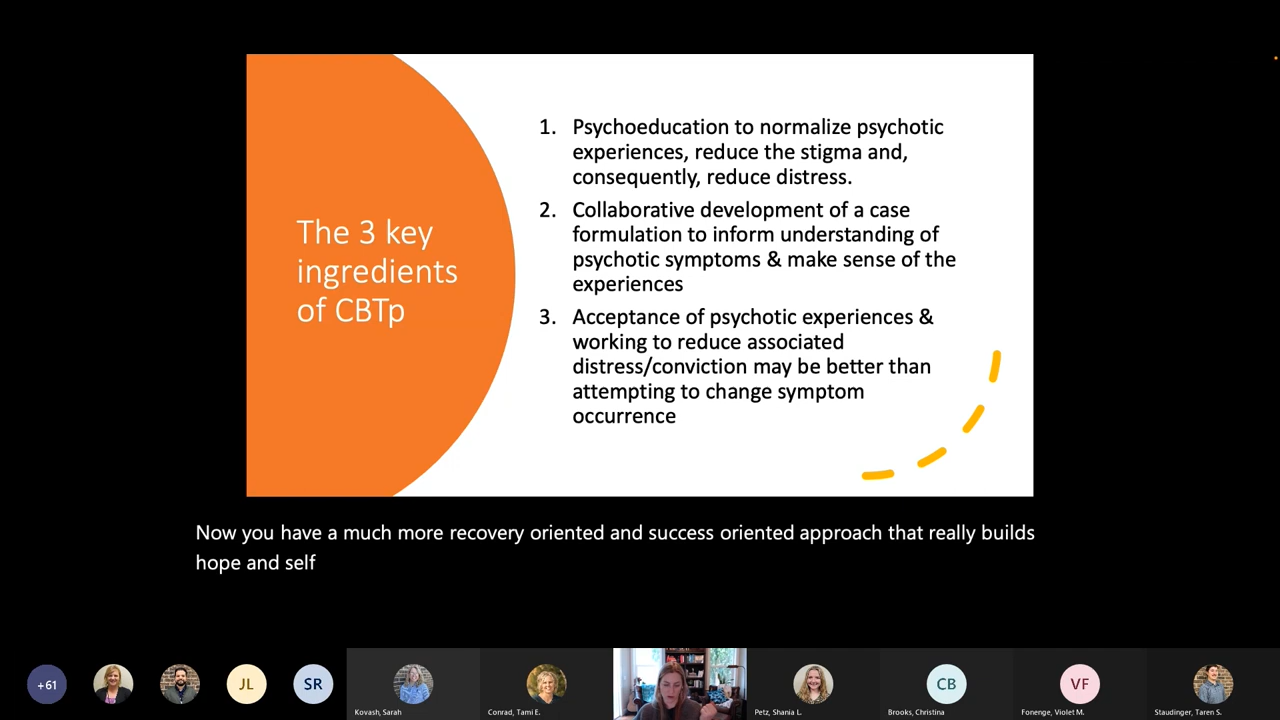 The 3 key
ingredients
of CBTp
1. Psychoeducation to normalize psychotic
experiences, reduce the stigma and,
consequently, reduce distress.
2. Collaborative development of a case
formulation to inform understanding of
psychotic symptoms & make sense of the
experiences
3. Acceptance of psychotic experiences &
working to reduce associated
distress/conviction may be better than
attempting to change symptom
occurrence
Now you have a much more recovery oriented and success oriented approach that really builds
hope and self
+61
JL
SR
CB
VF
Kovash, Sarah
Conrad, Tami E.
Petz, Shania L.
Brooks, Christina
Fonenge, Violet M.
Staudinger, Taren S.